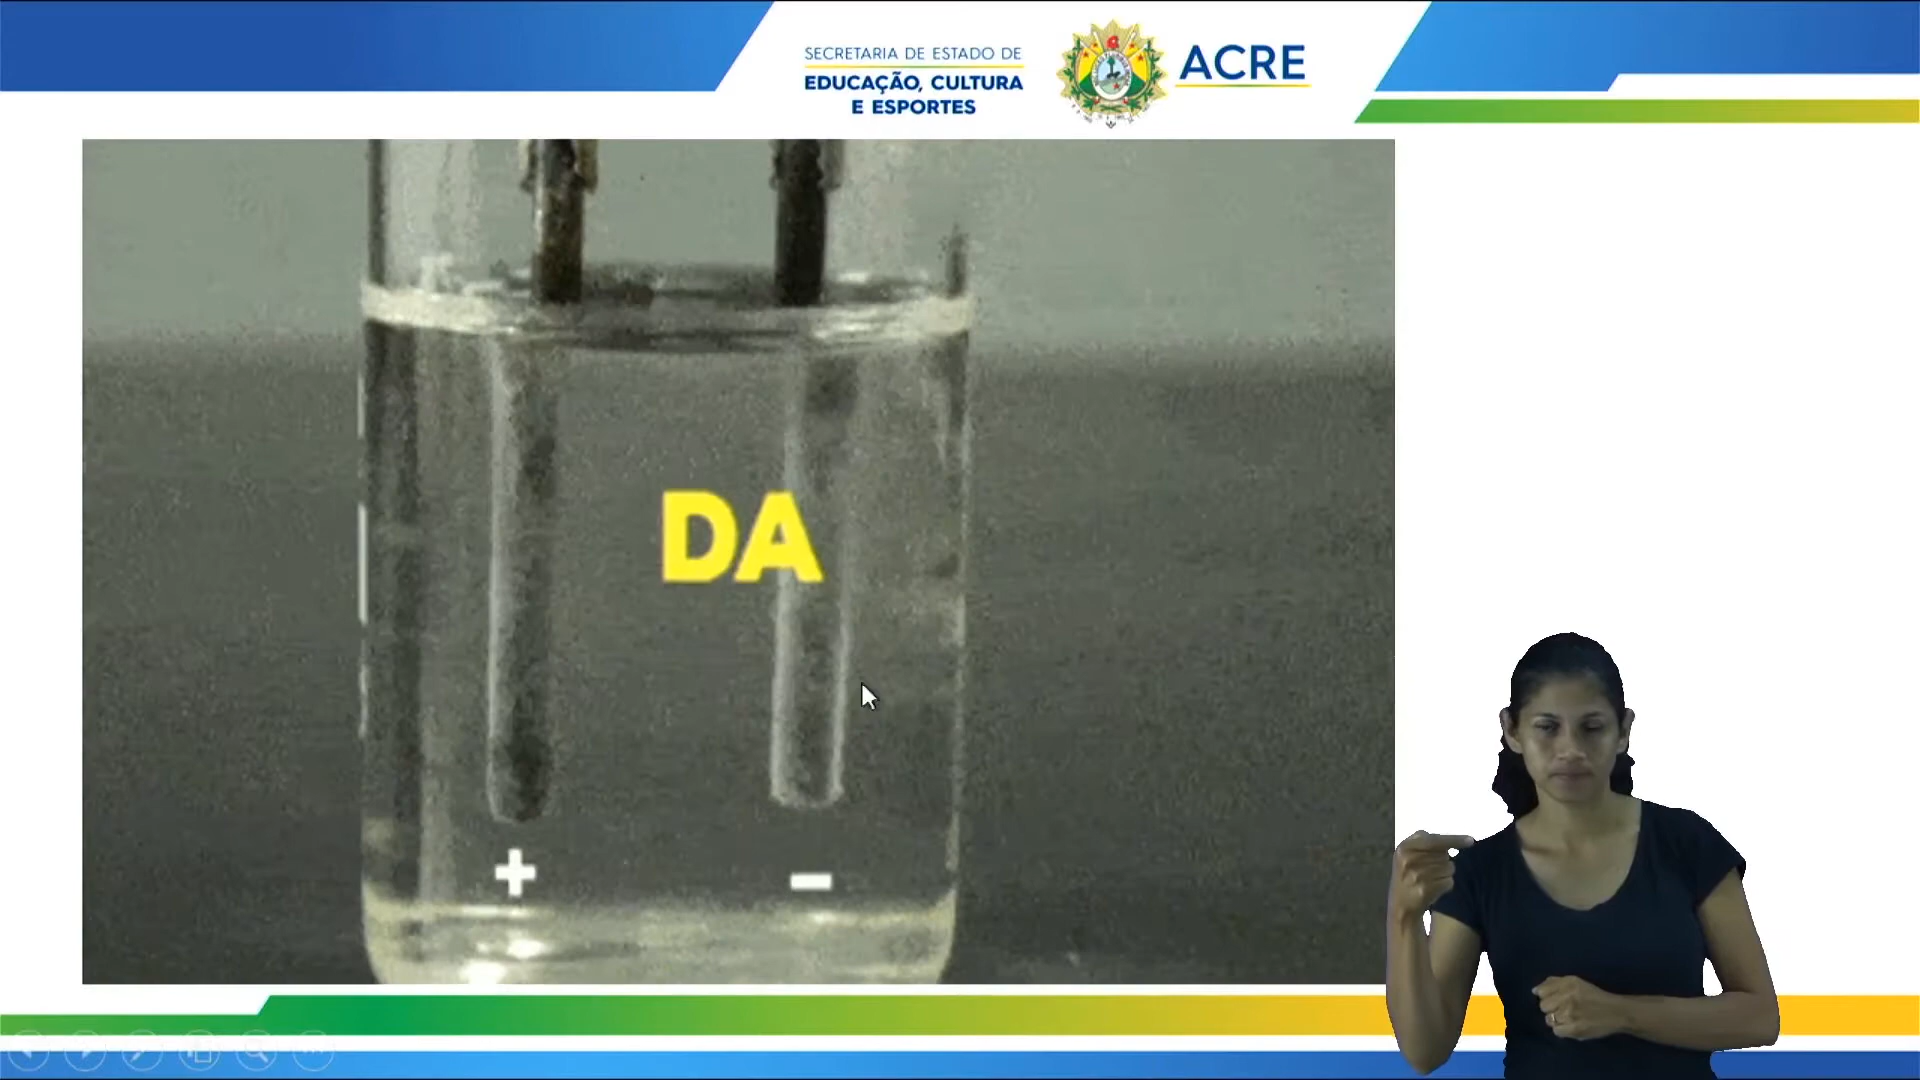 SECRETARIA DE ESTADO DE
EDUCAÇÃO, CULTURA
E ESPORTES
ACRE
DA
+
-